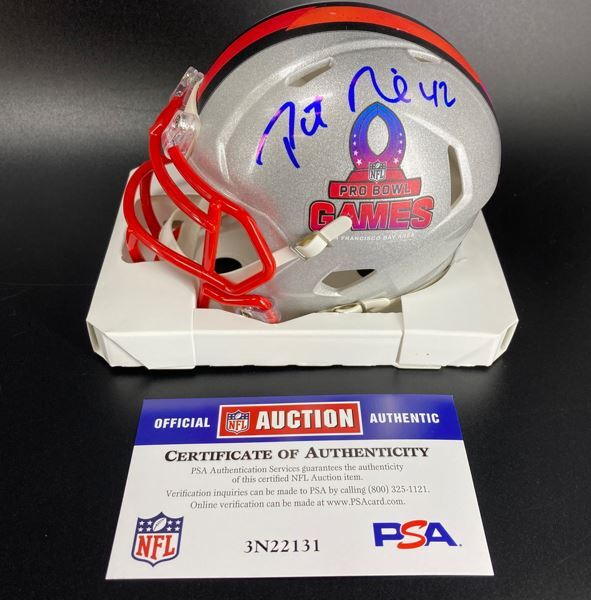 42
NFL
PRO BOWL
GAMES
FRANCISCO BAY AREA
OFFICIAL NFL AUCTION AUTHENTIC
CERTIFICATE OF AUTHENTICITY
PSA Authentication Services guarantees the authenticity
of this certified NFL Auction item.
Verification inquiries can be made to PSA by calling (800) 325-1121.
Online verification can be made at www.PSAcard.com.
NFL
3N22131
PSA